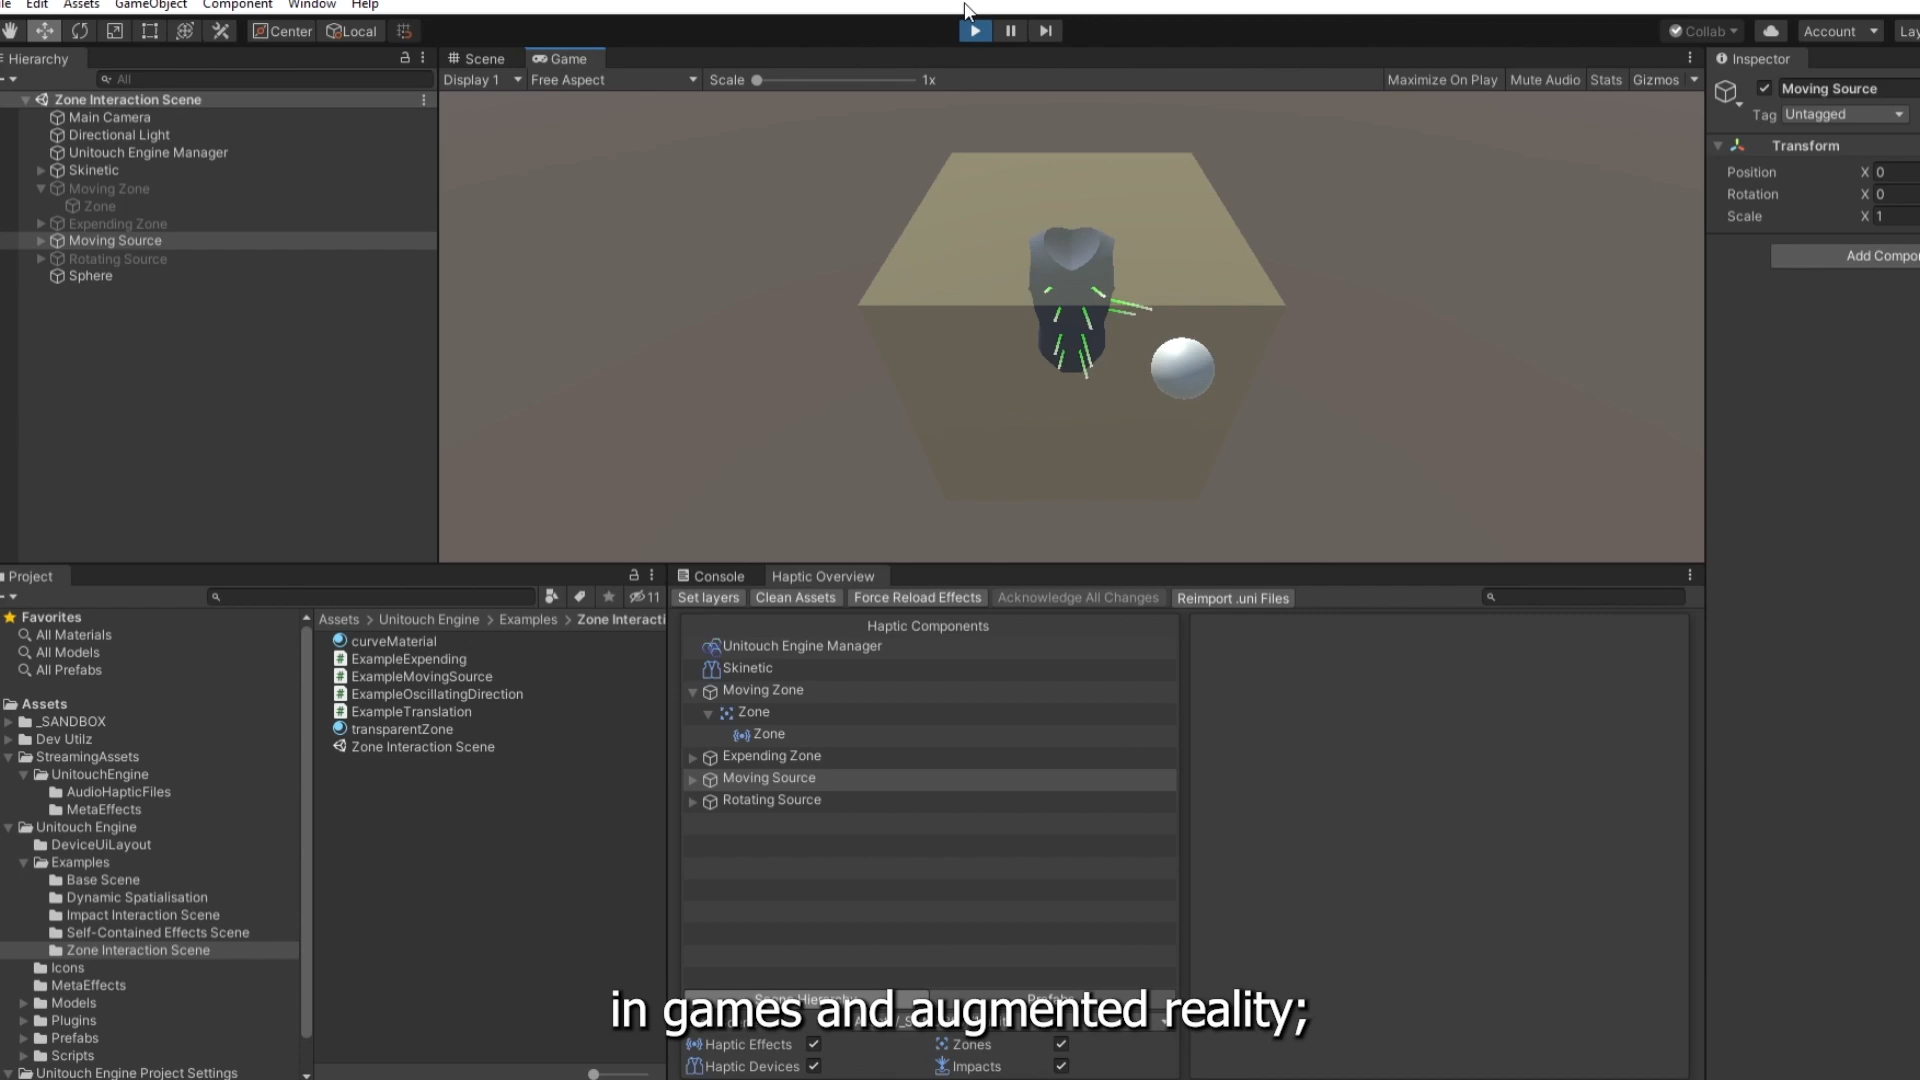 Edit Assets GameObject Component Window Help
Center Local Collab Account
Hierarchy Scene Game Inspector
All Display 1 Free Aspect Scale 1x Maximize On Play Mute Audio Stats Gizmos
Zone Interaction Scene
Main Camera
Directional Light
Unitouch Engine Manager
Skinetic
Moving Zone
Zone
Expending Zone
Moving Source
Rotating Source
Sphere
Moving Source
Tag Untagged
Transform
Position X 0
Rotation X 0
Scale X 1
Project
11
Favorites
All Materials
All Models
All Prefabs
Assets
_SANDBOX
Dev Utilz
StreamingAssets
UnitouchEngine
AudioHapticFiles
MetaEffects
Unitouch Engine
DeviceUiLayout
Examples
Base Scene
Dynamic Spatialisation
Impact Interaction Scene
Self-Contained Effects Scene
Zone Interaction Scene
Icons
MetaEffects
Models
Plugins
Prefabs
Scripts
Unitouch Engine Project Settings
Assets > Unitouch Engine > Examples > Zone Interacti
curveMaterial
ExampleExpending
ExampleMovingSource
ExampleOscillatingDirection
ExampleTranslation
transparentZone
Zone Interaction Scene
Console Haptic Overview
Set layers Clean Assets Force Reload Effects Acknowledge All Changes Reimport .uni Files
Haptic Components
Unitouch Engine Manager
Skinetic
Moving Zone
Zone
Zone
Expending Zone
Moving Source
Rotating Source
in games and augmented reality;
Haptic Effects Zones
Haptic Devices Impacts